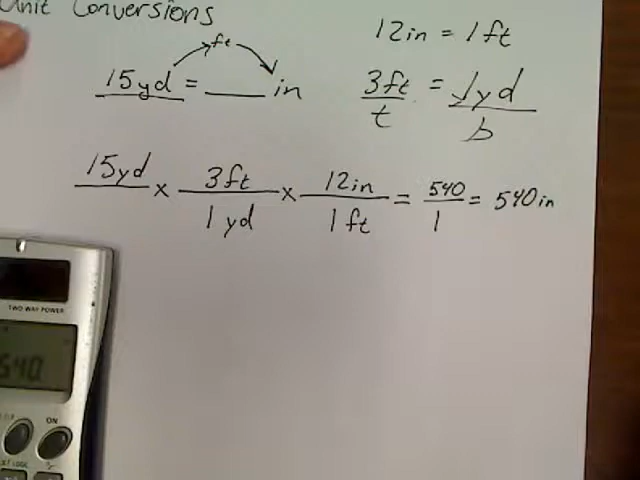 Unit Conversions
ft
12in = 1ft
15yd = ____ in
3ft = 1yd
t b
15yd x 3ft/1yd x 12in/1ft = 540/1 = 540in
TWO WAY POWER
540.
ON